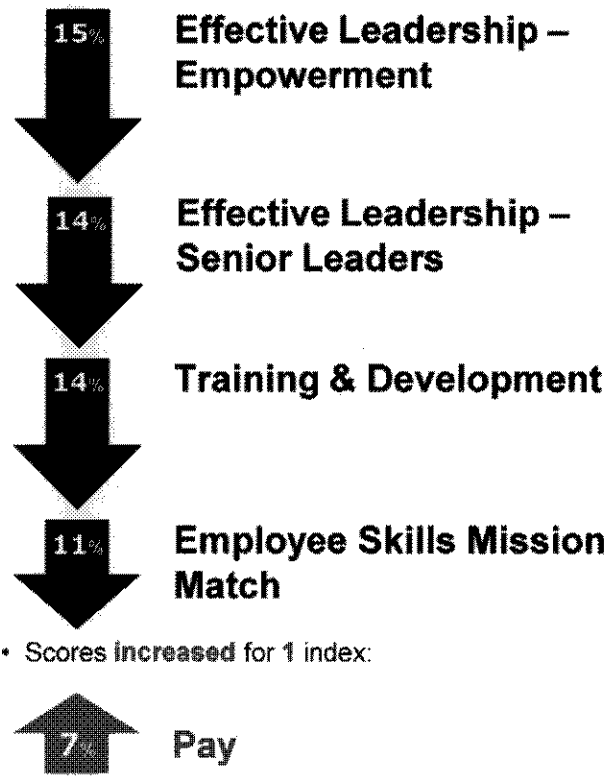 15%
Effective Leadership –
Empowerment
14%
Effective Leadership –
Senior Leaders
14%
Training & Development
11%
Employee Skills Mission
Match
• Scores increased for 1 index:
7%
Pay